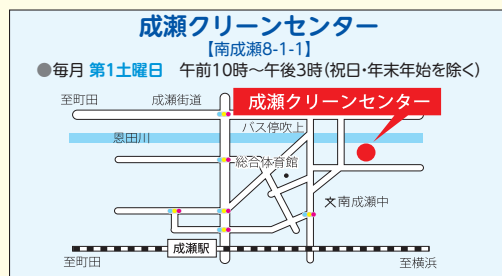 成瀬クリーンセンター
【南成瀬8-1-1】
●毎月 第1土曜日 午前10時～午後3時(祝日・年末年始を除く)
至町田
成瀬街道
成瀬クリーンセンター
バス停吹上
恩田川
総合体育館
文南成瀬中
成瀬駅
至町田
至横浜